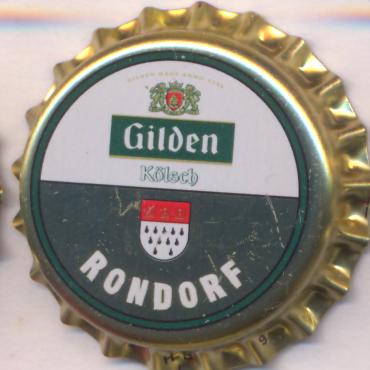 Gilden
Kölsch
RONDORF